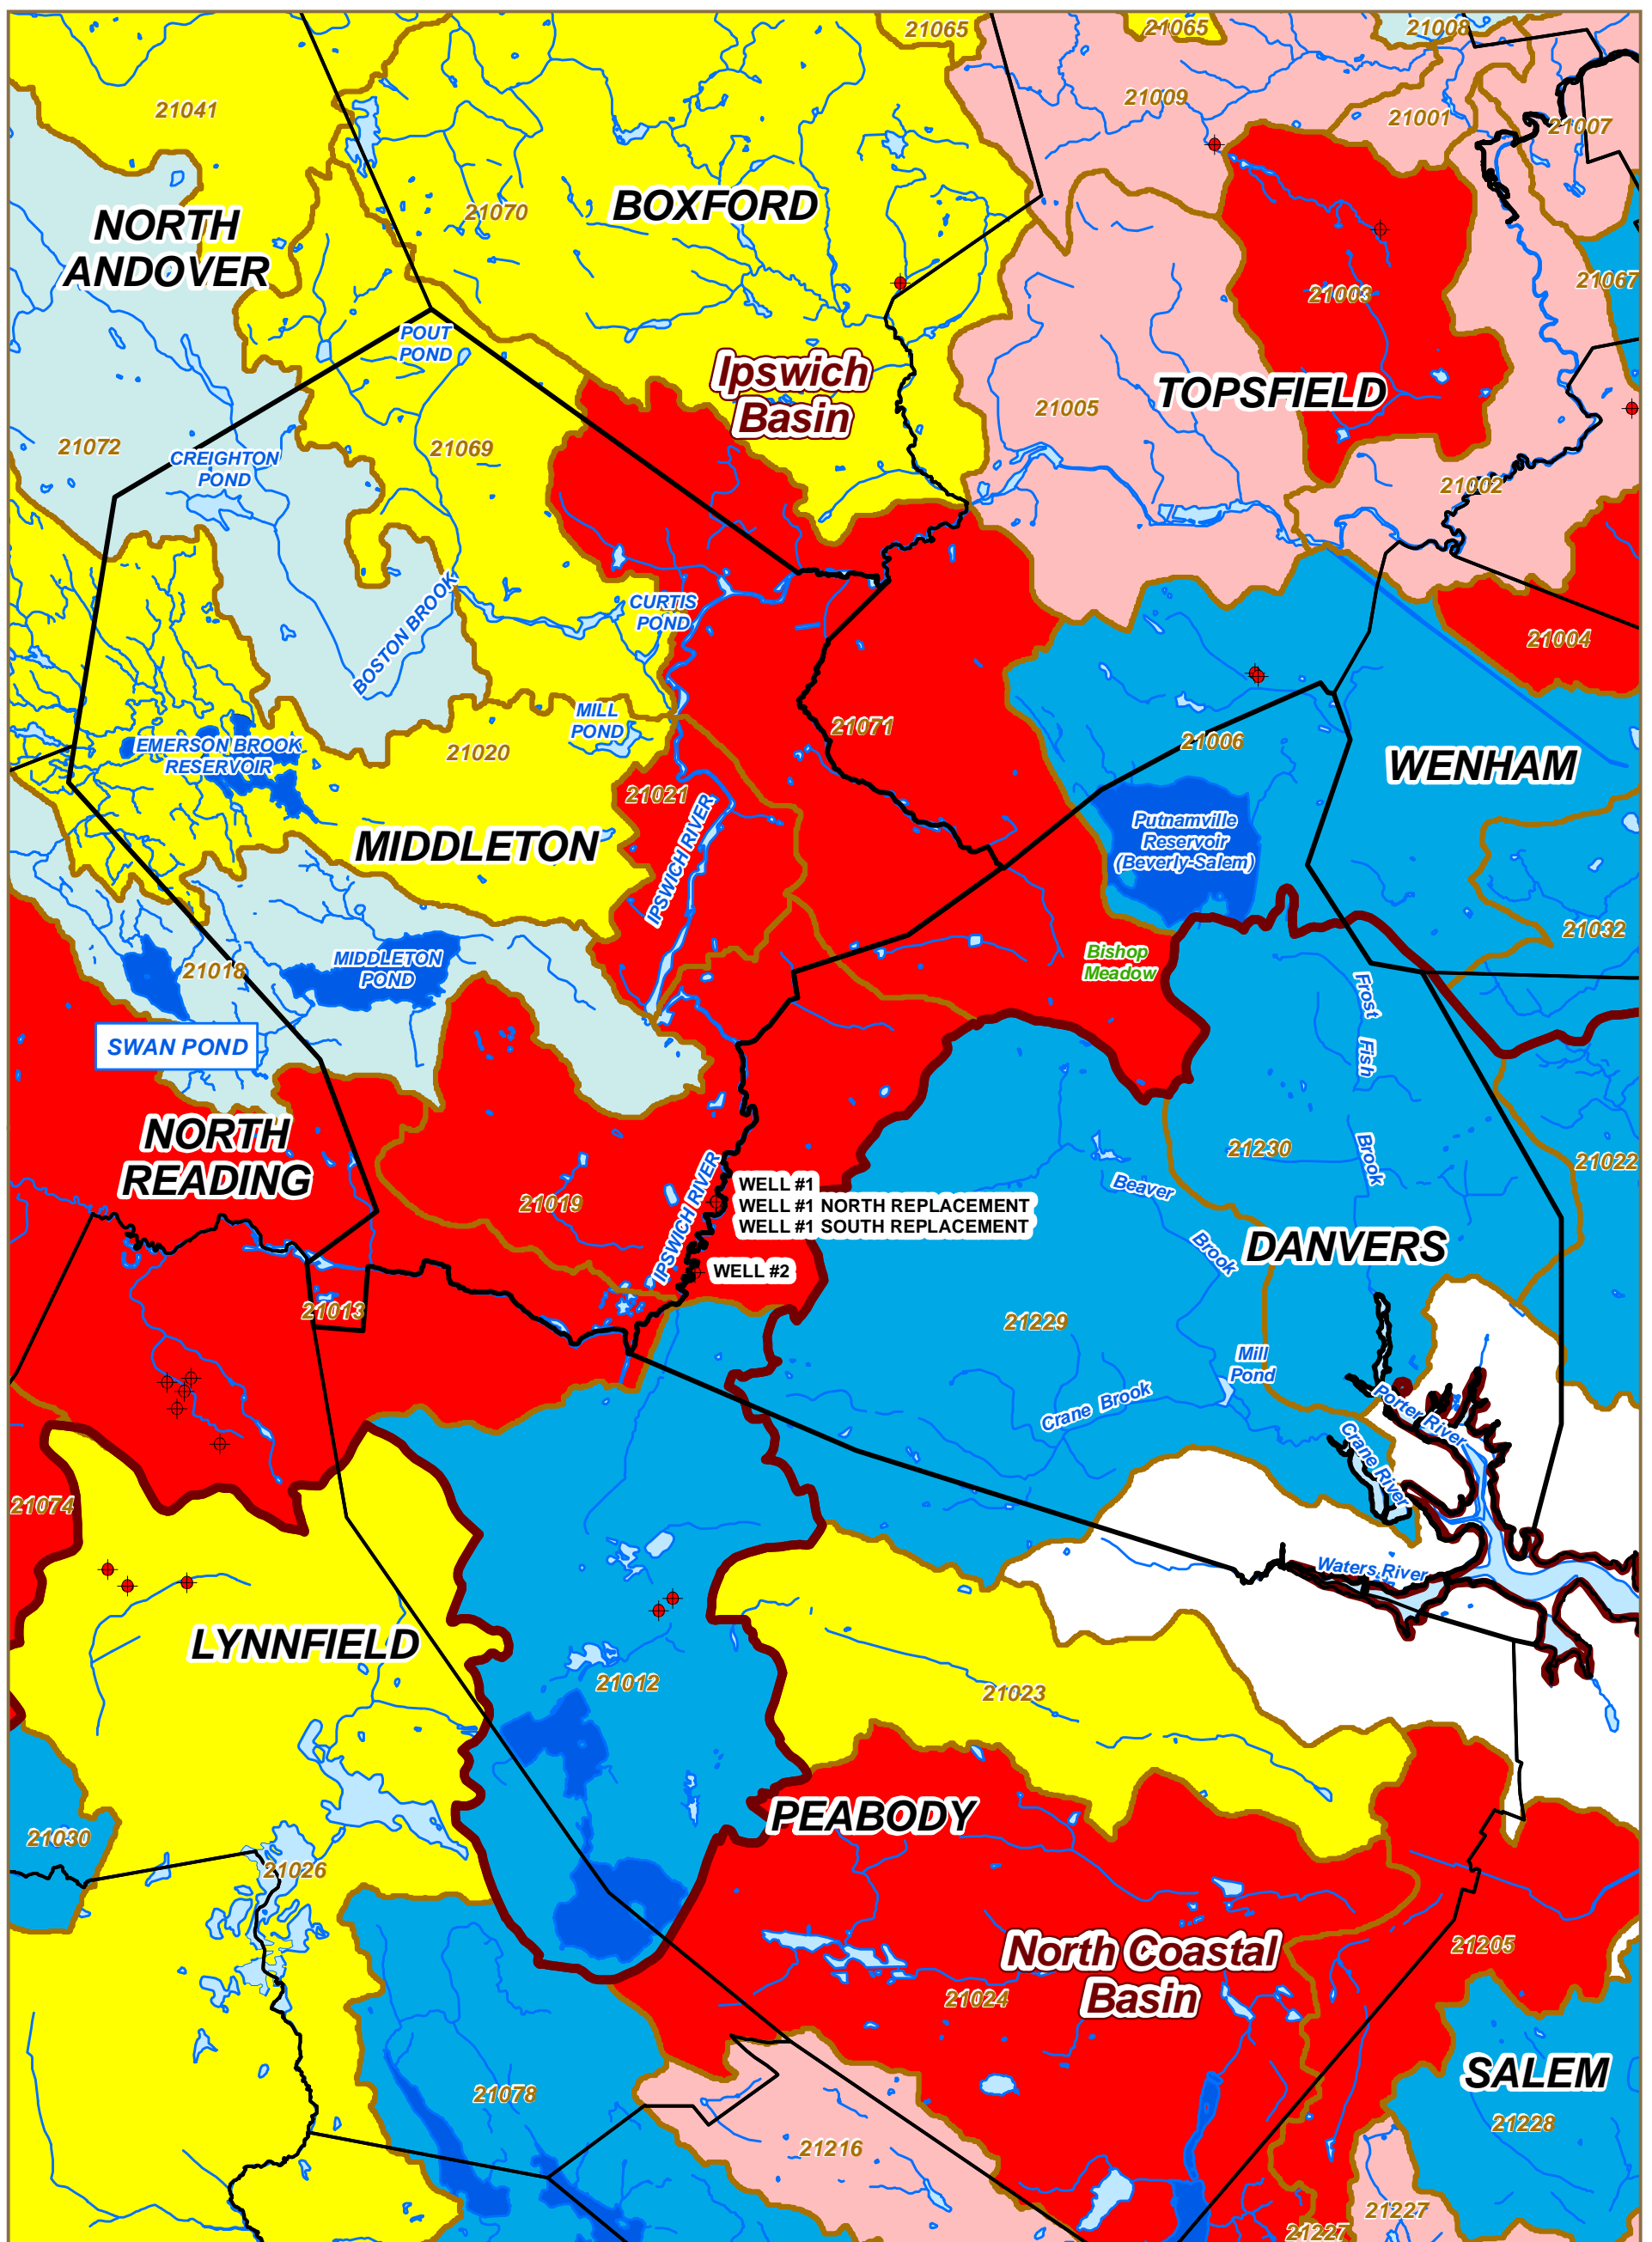 21065
21065
21008
21009
21041
21001
21007
NORTH
ANDOVER
21070
BOXFORD
21067
21003
POUT
POND
Ipswich
Basin
TOPSFIELD
21005
21072
CREIGHTON
POND
21069
21002
BOSTON BROOK
CURTIS
POND
21004
MILL
POND
21071
21006
EMERSON BROOK
RESERVOIR
21020
WENHAM
21021
IPSWICH RIVER
Putnamville
Reservoir
(Beverly-Salem)
MIDDLETON
21032
21018
MIDDLETON
POND
Bishop
Meadow
Frost
Fish
Brook
SWAN POND
NORTH
READING
21230
21022
21019
IPSWICH RIVER
WELL #1
WELL #1 NORTH REPLACEMENT
WELL #1 SOUTH REPLACEMENT
WELL #2
Beaver
Brook
DANVERS
21013
21229
Mill
Pond
Crane Brook
Porter River
Crane River
21074
Waters River
LYNNFIELD
21012
21023
PEABODY
21030
21026
North Coastal
Basin
21205
21024
SALEM
21078
21228
21216
21227
21227